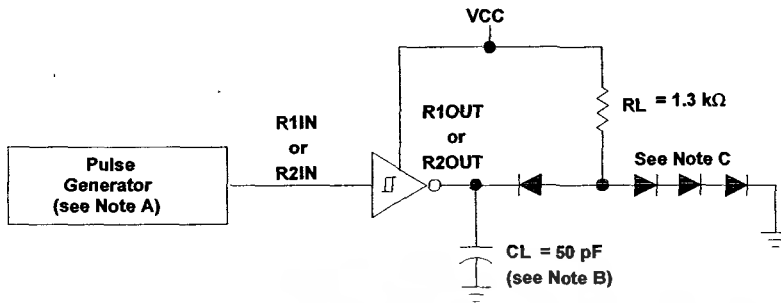 VCC
RL = 1.3 kΩ
R1IN
or
R2IN
R1OUT
or
R2OUT
Pulse
Generator
(see Note A)
See Note C
CL = 50 pF
(see Note B)